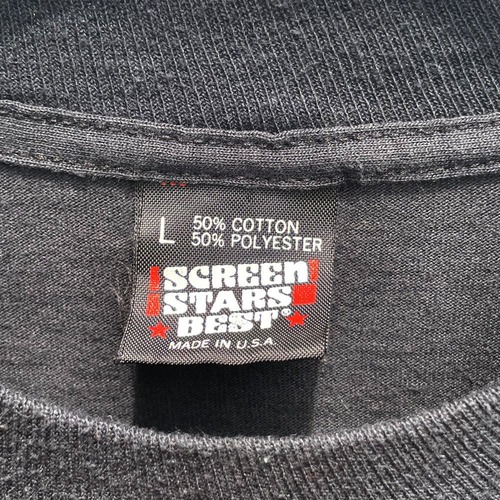 L
50% COTTON
50% POLYESTER
SCREEN
STARS
BEST®
MADE IN U.S.A.